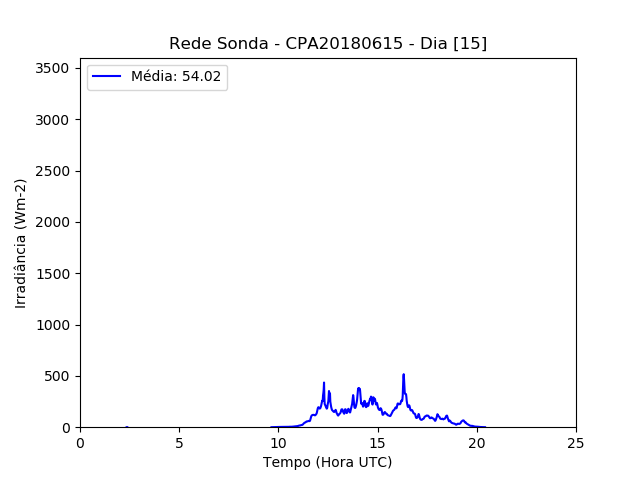 Rede Sonda - CPA20180615 - Dia [15]
Média: 54.02
3500
3000
2500
2000
1500
1000
500
0
Irradiância (Wm-2)
0 5 10 15 20 25
Tempo (Hora UTC)